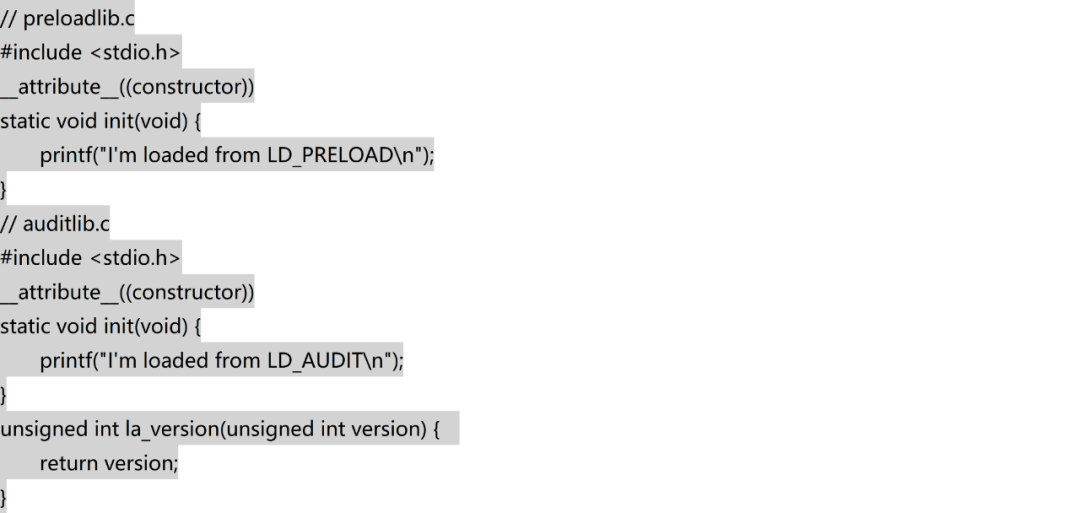 // preloadlib.c
#include <stdio.h>
__attribute__((constructor))
static void init(void) {
printf("I'm loaded from LD_PRELOAD\n");
}
// auditlib.c
#include <stdio.h>
__attribute__((constructor))
static void init(void) {
printf("I'm loaded from LD_AUDIT\n");
}
unsigned int la_version(unsigned int version) {
return version;
}